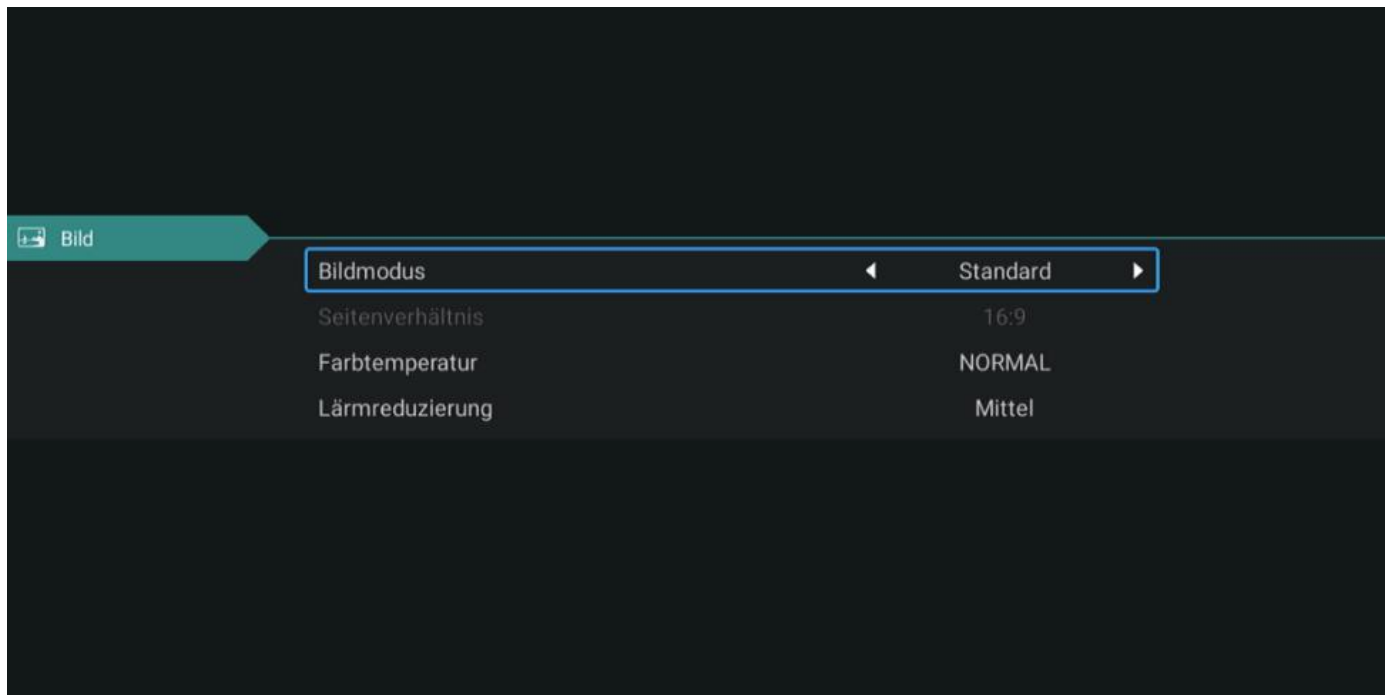 Bild
Bildmodus Standard
Seitenverhältnis 16:9
Farbtemperatur NORMAL
Lärmreduzierung Mittel